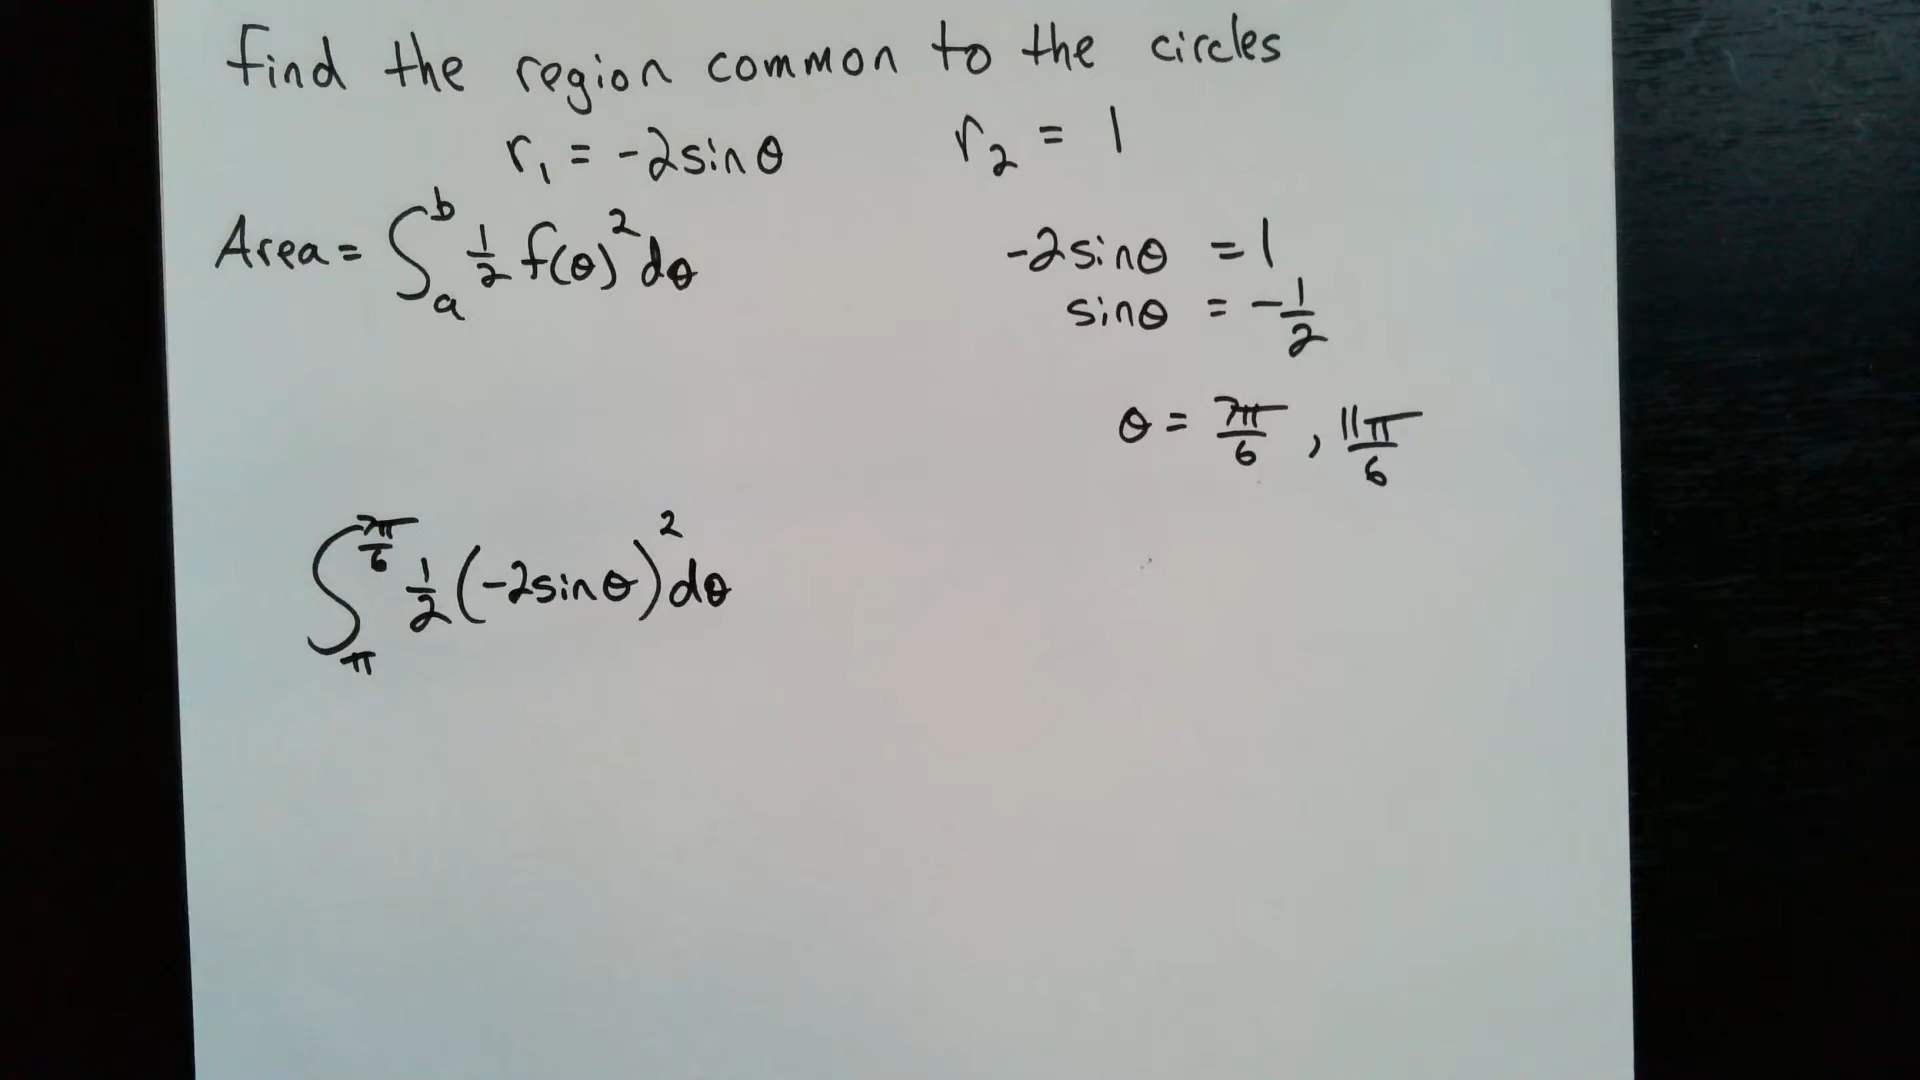 find the region common to the circles
r₁ = -2sinθ r₂ = 1
Area = ∫ₐᵇ ½ f(θ)² dθ
-2sinθ = 1
sinθ = -1/2
θ = 7π/6 , 11π/6
∫_π^(7π/6) ½ (-2sinθ)² dθ